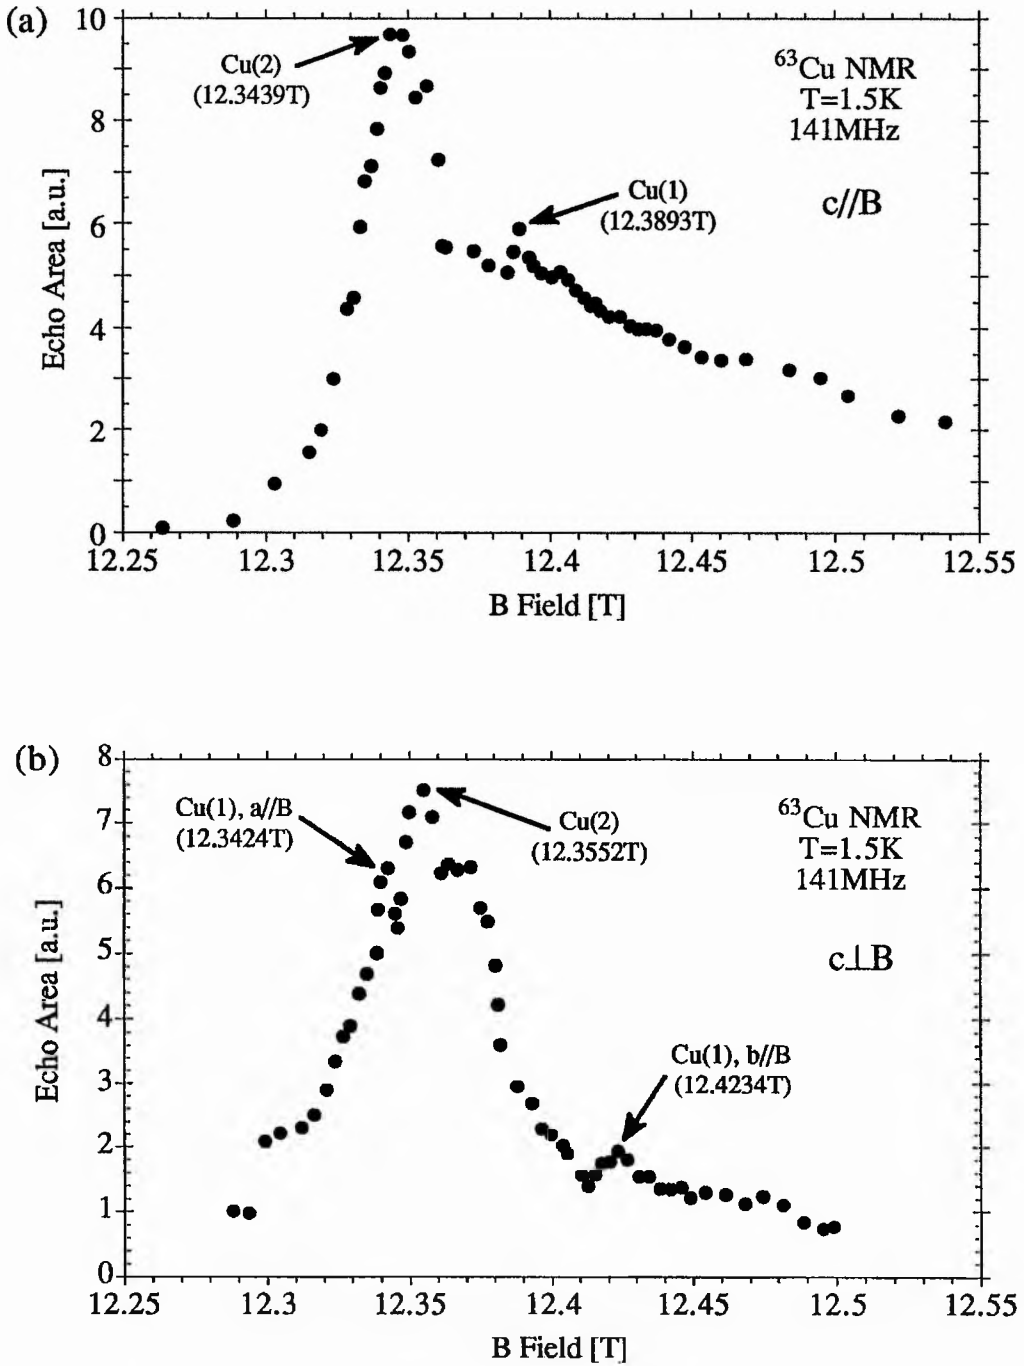 (a)
10
8
6
4
2
0
Echo Area [a.u.]
Cu(2)
(12.3439T)
Cu(1)
(12.3893T)
63Cu NMR
T=1.5K
141MHz
c//B
12.25 12.3 12.35 12.4 12.45 12.5 12.55
B Field [T]
(b)
8
7
6
5
4
3
2
1
0
Echo Area [a.u.]
Cu(1), a//B
(12.3424T)
Cu(2)
(12.3552T)
63Cu NMR
T=1.5K
141MHz
c⊥B
Cu(1), b//B
(12.4234T)
12.25 12.3 12.35 12.4 12.45 12.5 12.55
B Field [T]